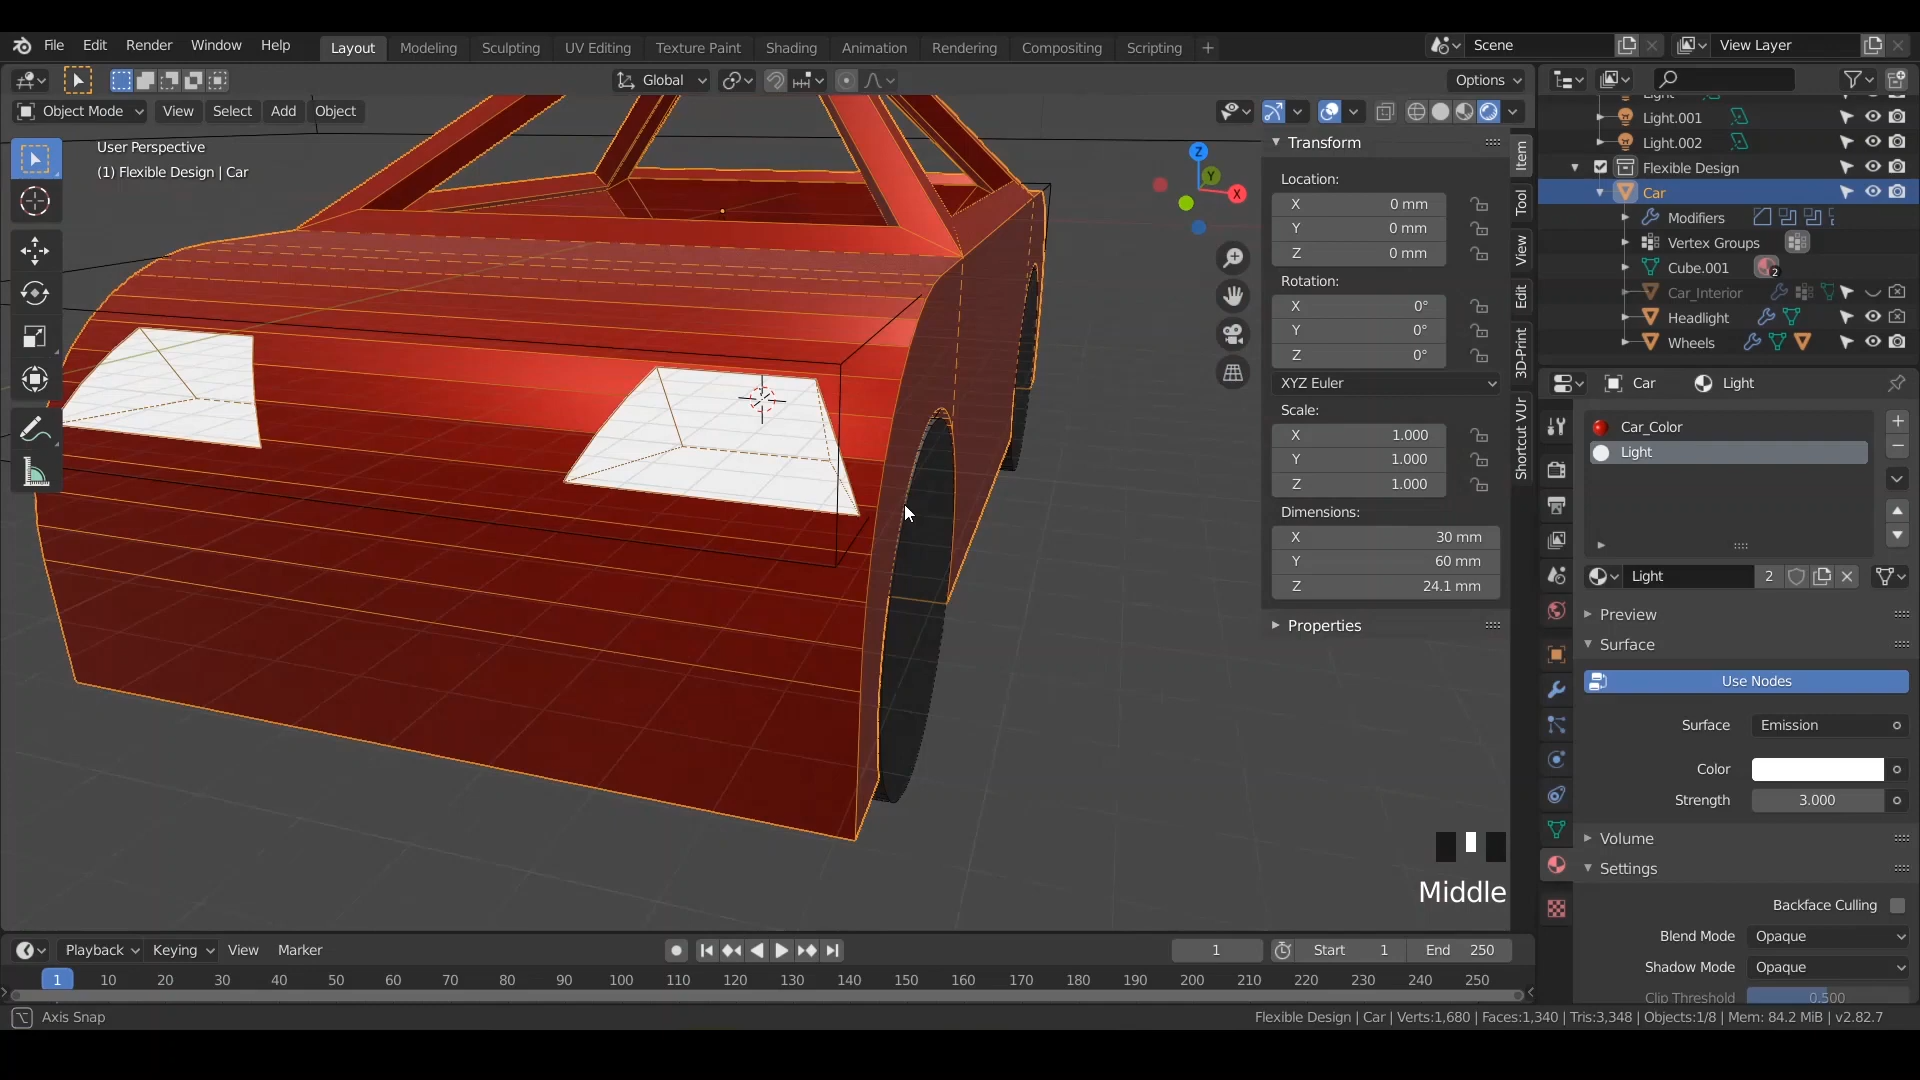 File Edit Render Window Help Layout Modeling Sculpting UV Editing Texture Paint Shading Animation Rendering Compositing Scripting + Scene View Layer
Global Options
Object Mode View Select Add Object
User Perspective
(1) Flexible Design | Car
Z
Y
X
Transform
Location:
X 0 mm
Y 0 mm
Z 0 mm
Rotation:
X 0°
Y 0°
Z 0°
XYZ Euler
Scale:
X 1.000
Y 1.000
Z 1.000
Dimensions:
X 30 mm
Y 60 mm
Z 24.1 mm
Properties
Item
Tool
View
Edit
3D-Print
Shortcut VUr
Light.001
Light.002
Flexible Design
Car
Modifiers
Vertex Groups
Cube.001 2
Car_Interior
Headlight
Wheels
Car Light
Car_Color
Light
Light 2
Preview
Surface
Use Nodes
Surface Emission
Color
Strength 3.000
Volume
Settings
Backface Culling
Blend Mode Opaque
Shadow Mode Opaque
Clip Threshold 0.500
Middle
Playback Keying View Marker 1 Start 1 End 250
1 10 20 30 40 50 60 70 80 90 100 110 120 130 140 150 160 170 180 190 200 210 220 230 240 250
Axis Snap Flexible Design | Car | Verts:1,680 | Faces:1,340 | Tris:3,348 | Objects:1/8 | Mem: 84.2 MiB | v2.82.7